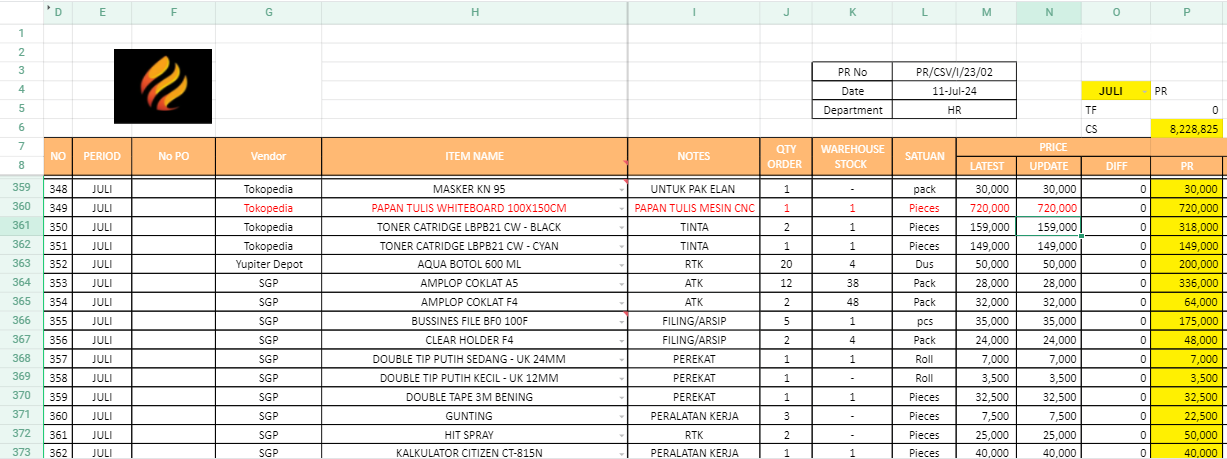 D E F G H I J K L M N O P
1
2
3 PR No PR/CSV/I/23/02
4 Date 11-Jul-24 JULI PR
5 Department HR TF 0
6 CS 8,228,825
7 NO PERIOD No PO Vendor ITEM NAME NOTES QTY ORDER WAREHOUSE STOCK SATUAN PRICE
8 LATEST UPDATE DIFF PR
359 348 JULI Tokopedia MASKER KN 95 UNTUK PAK ELAN 1 - pack 30,000 30,000 0 30,000
360 349 JULI Tokopedia PAPAN TULIS WHITEBOARD 100X150CM PAPAN TULIS MESIN CNC 1 1 Pieces 720,000 720,000 0 720,000
361 350 JULI Tokopedia TONER CATRIDGE LBPB21 CW - BLACK TINTA 2 1 Pieces 159,000 159,000 0 318,000
362 351 JULI Tokopedia TONER CATRIDGE LBPB21 CW - CYAN TINTA 1 1 Pieces 149,000 149,000 0 149,000
363 352 JULI Yupiter Depot AQUA BOTOL 600 ML RTK 20 4 Dus 50,000 50,000 0 200,000
364 353 JULI SGP AMPLOP COKLAT A5 ATK 12 38 Pack 28,000 28,000 0 336,000
365 354 JULI SGP AMPLOP COKLAT F4 ATK 2 48 Pack 32,000 32,000 0 64,000
366 355 JULI SGP BUSSINES FILE BF0 100F FILING/ARSIP 5 1 pcs 35,000 35,000 0 175,000
367 356 JULI SGP CLEAR HOLDER F4 FILING/ARSIP 2 4 Pack 24,000 24,000 0 48,000
368 357 JULI SGP DOUBLE TIP PUTIH SEDANG - UK 24MM PEREKAT 1 1 Roll 7,000 7,000 0 7,000
369 358 JULI SGP DOUBLE TIP PUTIH KECIL - UK 12MM PEREKAT 1 - Roll 3,500 3,500 0 3,500
370 359 JULI SGP DOUBLE TAPE 3M BENING PEREKAT 1 1 Pieces 32,500 32,500 0 32,500
371 360 JULI SGP GUNTING PERALATAN KERJA 3 - Pieces 7,500 7,500 0 22,500
372 361 JULI SGP HIT SPRAY RTK 2 - Pieces 25,000 25,000 0 50,000
373 362 JULI SGP KALKULATOR CITIZEN CT-815N PERALATAN KERJA 1 1 Pieces 40,000 40,000 0 40,000